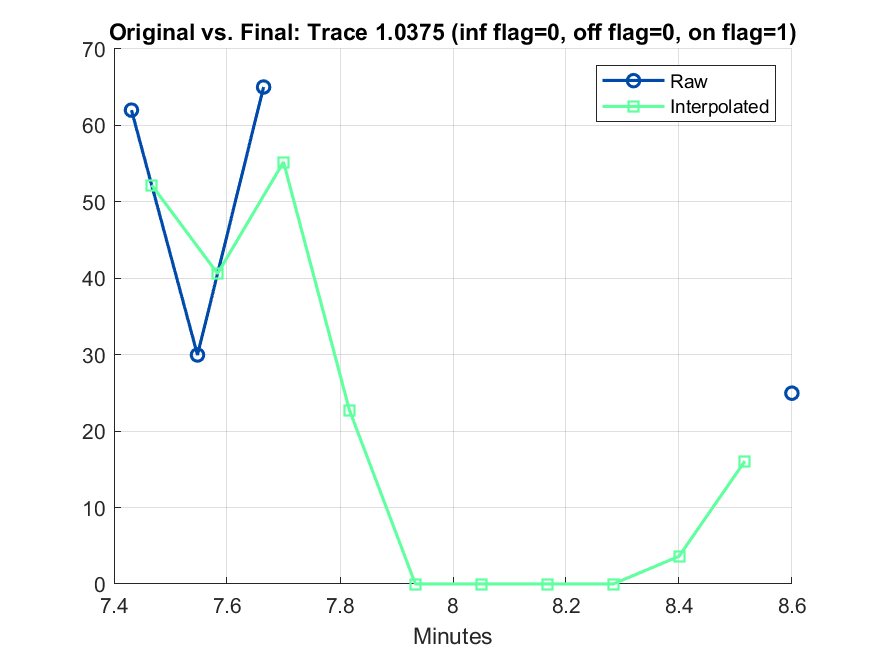 Original vs. Final: Trace 1.0375 (inf flag=0, off flag=0, on flag=1)
70
60
50
40
30
20
10
0
Raw
Interpolated
7.4 7.6 7.8 8 8.2 8.4 8.6
Minutes